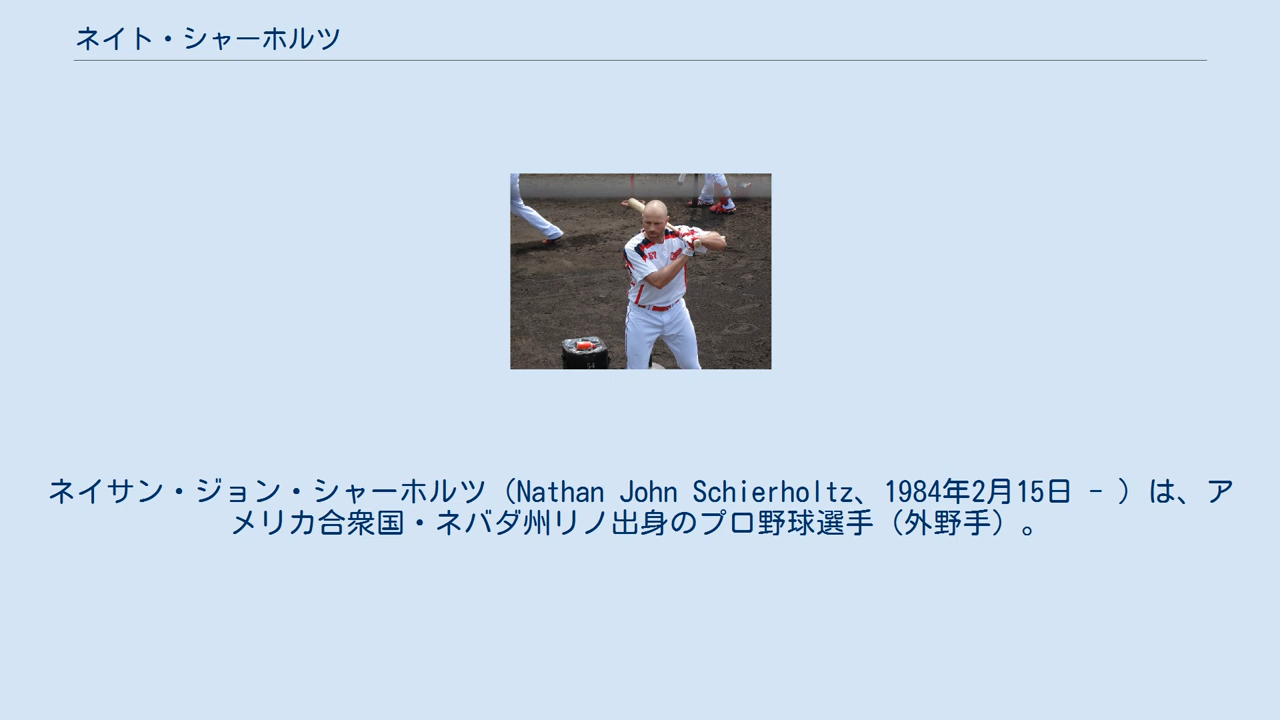 ネイト・シャーホルツ
ネイサン・ジョン・シャーホルツ（Nathan John Schierholtz、1984年2月15日 - ）は、ア
メリカ合衆国・ネバダ州リノ出身のプロ野球選手（外野手）。